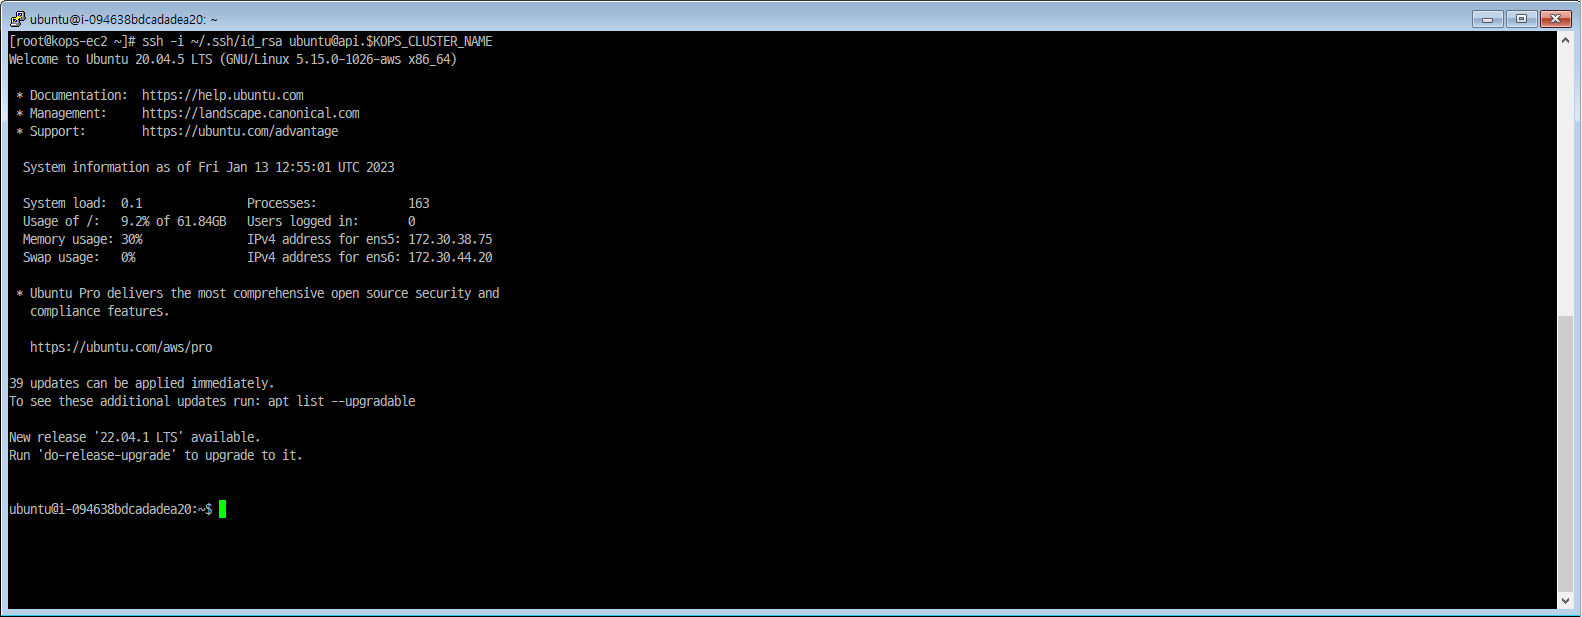 ubuntu@i-094638bdcadadea20: ~
[root@kops-ec2 ~]# ssh -i ~/.ssh/id_rsa ubuntu@api.$KOPS_CLUSTER_NAME
Welcome to Ubuntu 20.04.5 LTS (GNU/Linux 5.15.0-1026-aws x86_64)

 * Documentation:  https://help.ubuntu.com
 * Management:     https://landscape.canonical.com
 * Support:        https://ubuntu.com/advantage

  System information as of Fri Jan 13 12:55:01 UTC 2023

  System load:  0.1               Processes:             163
  Usage of /:   9.2% of 61.84GB   Users logged in:       0
  Memory usage: 30%               IPv4 address for ens5: 172.30.38.75
  Swap usage:   0%                IPv4 address for ens6: 172.30.44.20

 * Ubuntu Pro delivers the most comprehensive open source security and
   compliance features.

   https://ubuntu.com/aws/pro

39 updates can be applied immediately.
To see these additional updates run: apt list --upgradable

New release '22.04.1 LTS' available.
Run 'do-release-upgrade' to upgrade to it.


ubuntu@i-094638bdcadadea20:~$